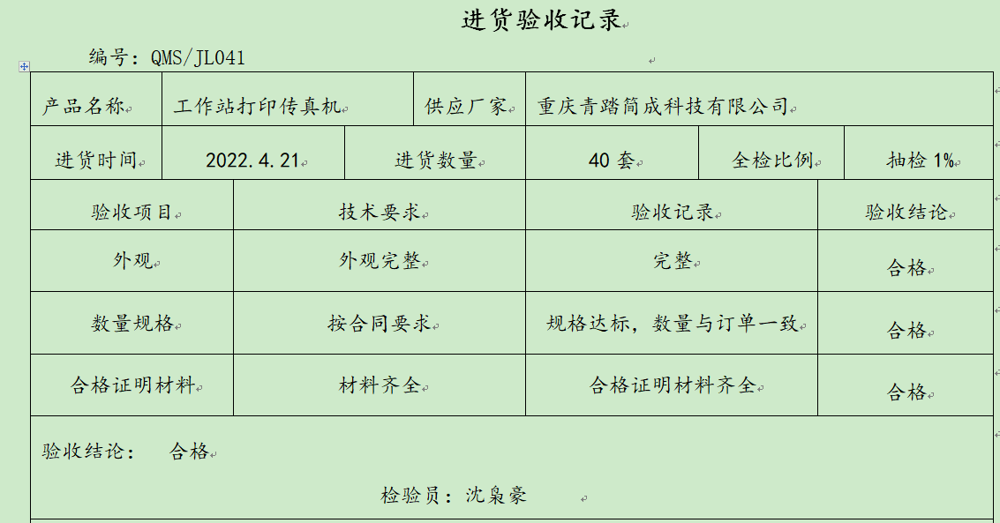 进货验收记录
编号：QMS/JL041
产品名称 工作站打印传真机 供应厂家 重庆青踏简成科技有限公司
进货时间 2022.4.21 进货数量 40 套 全检比例 抽检 1%
验收项目 技术要求 验收记录 验收结论
外观 外观完整 完整 合格
数量规格 按合同要求 规格达标，数量与订单一致 合格
合格证明材料 材料齐全 合格证明材料齐全 合格
验收结论： 合格
检验员：沈枭豪